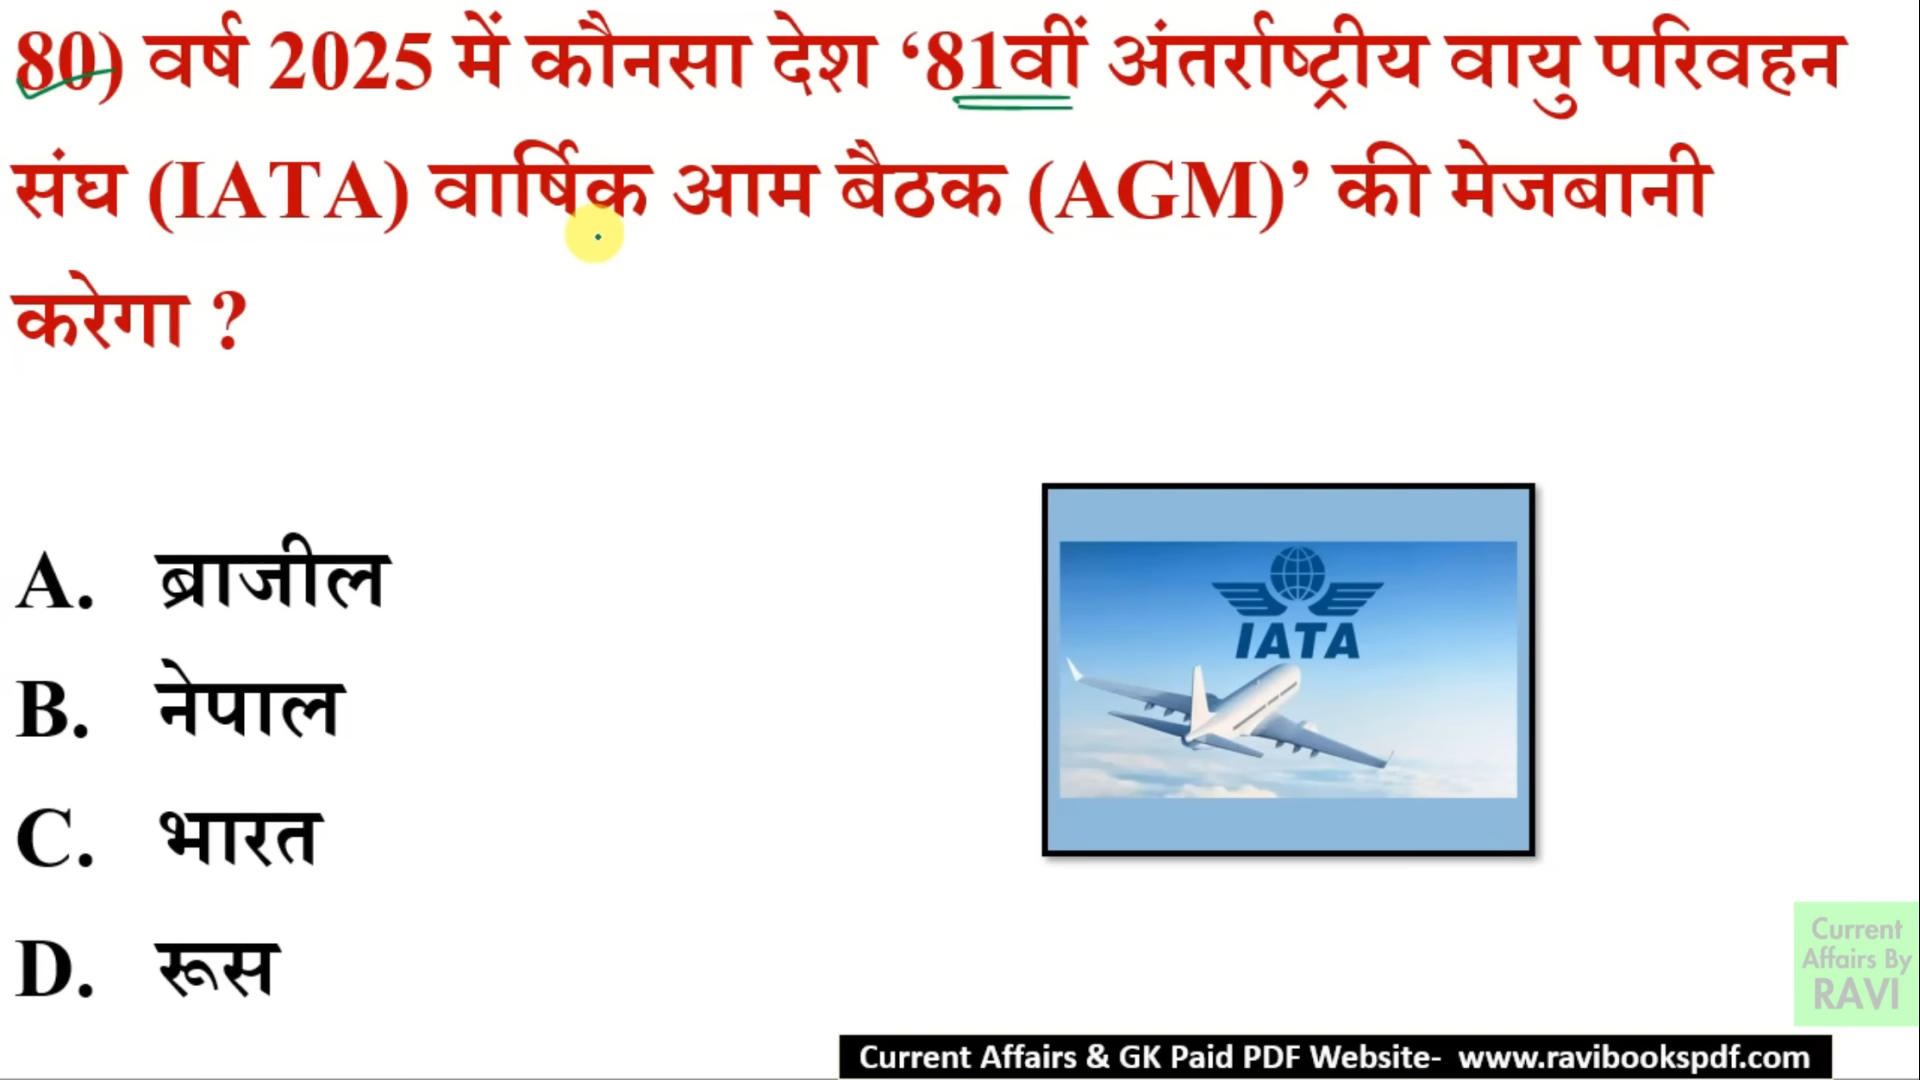 80) वर्ष 2025 में कौनसा देश ‘81वीं अंतर्राष्ट्रीय वायु परिवहन
संघ (IATA) वार्षिक आम बैठक (AGM)’ की मेजबानी
करेगा ?
A. ब्राजील
B. नेपाल
C. भारत
D. रूस
IATA
Current
Affairs By
RAVI
Current Affairs & GK Paid PDF Website- www.ravibookspdf.com